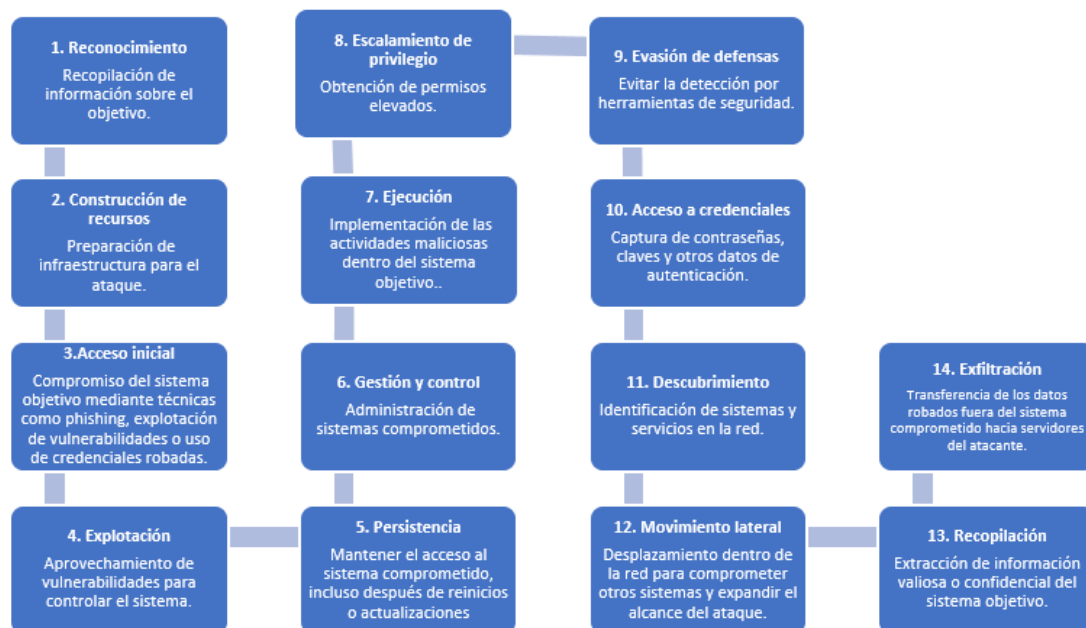 1. Reconocimiento
Recopilación de
información sobre el
objetivo.
2. Construcción de
recursos
Preparación de
infraestructura para el
ataque.
3.Acceso inicial
Compromiso del sistema
objetivo mediante técnicas
como phishing, explotación
de vulnerabilidades o uso
de credenciales robadas.
4. Explotación
Aprovechamiento de
vulnerabilidades para
controlar el sistema.
5. Persistencia
Mantener el acceso al
sistema comprometido,
incluso después de reinicios
o actualizaciones
6. Gestión y control
Administración de
sistemas comprometidos.
7. Ejecución
Implementación de las
actividades maliciosas
dentro del sistema
objetivo..
8. Escalamiento de
privilegio
Obtención de permisos
elevados.
9. Evasión de defensas
Evitar la detección por
herramientas de seguridad.
10. Acceso a credenciales
Captura de contraseñas,
claves y otros datos de
autenticación.
11. Descubrimiento
Identificación de sistemas y
servicios en la red.
12. Movimiento lateral
Desplazamiento dentro de
la red para comprometer
otros sistemas y expandir el
alcance del ataque.
13. Recopilación
Extracción de información
valiosa o confidencial del
sistema objetivo.
14. Exfiltración
Transferencia de los datos
robados fuera del sistema
comprometido hacia servidores
del atacante.